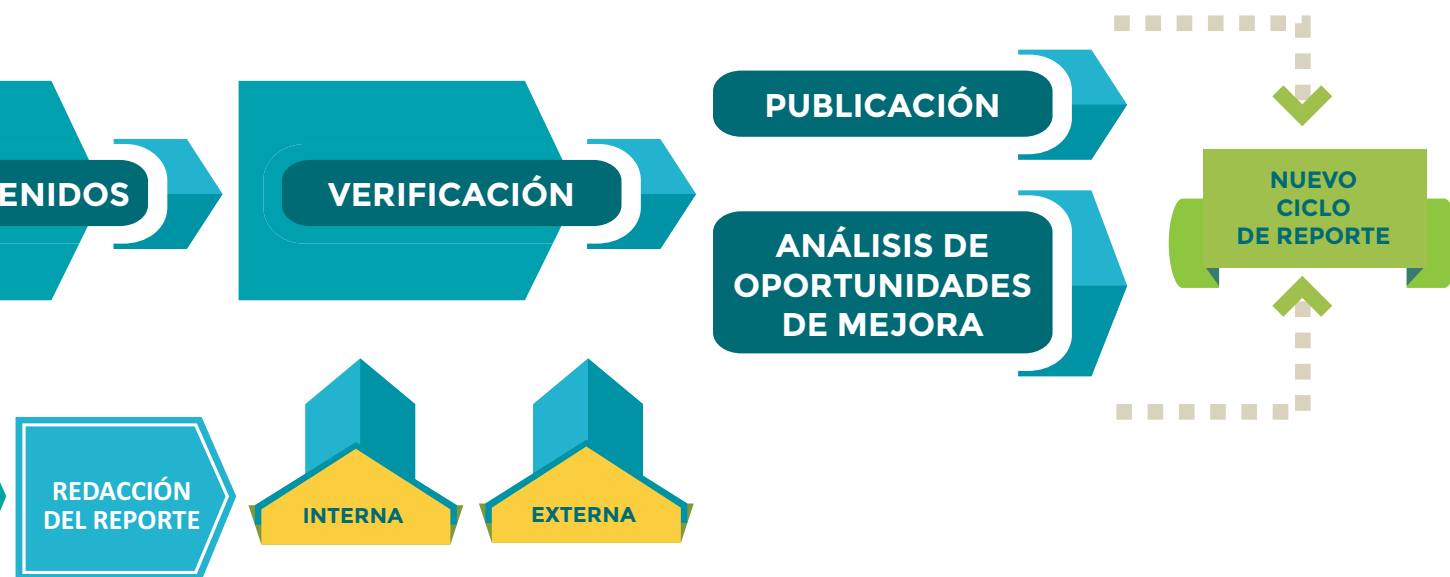 ENIDOS
VERIFICACIÓN
PUBLICACIÓN
ANÁLISIS DE
OPORTUNIDADES
DE MEJORA
NUEVO
CICLO
DE REPORTE
REDACCIÓN
DEL REPORTE
INTERNA
EXTERNA